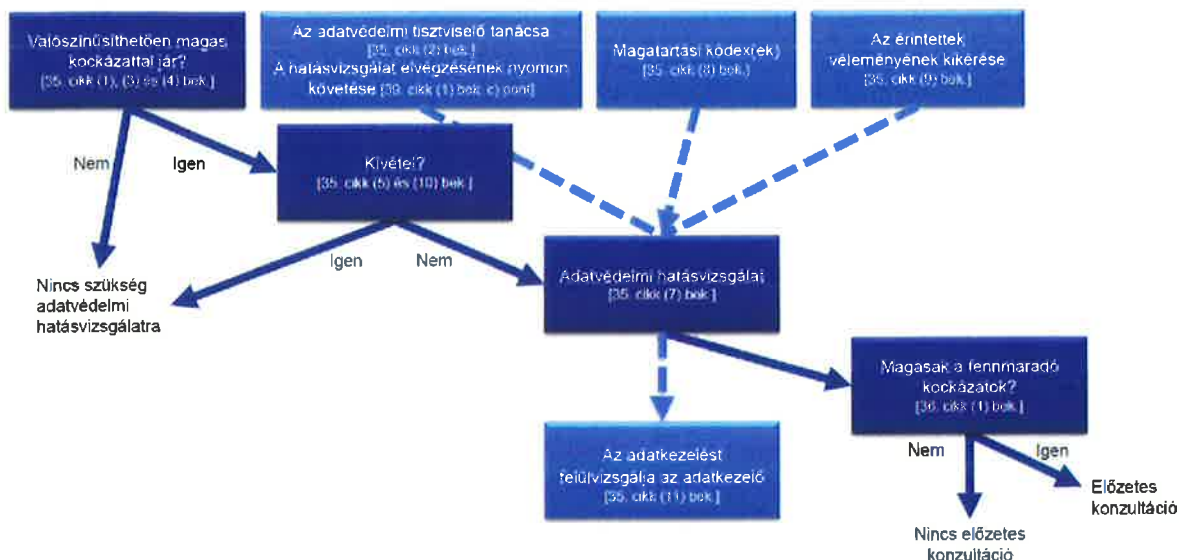 Valószínűsíthetően magas
kockázattal jár?
[35. cikk (1), (3) és (4) bek.]
Az adatvédelmi tisztviselő tanácsa
[35. cikk (2) bek.]
A hatásvizsgálat elvégzésének nyomon
követése [39. cikk (1) bek. c) pont]
Magatartási kódex(ek)
[35. cikk (8) bek.]
Az érintettek
véleményének kikérése
[35. cikk (9) bek.]
Nem
Igen
Kivétel?
[35. cikk (5) és (10) bek.]
Igen
Nem
Nincs szükség
adatvédelmi
hatásvizsgálatra
Adatvédelmi hatásvizsgálat
[35. cikk (7) bek.]
Magasak a fennmaradó
kockázatok?
[36. cikk (1) bek.]
Nem
Igen
Az adatkezelést
felülvizsgálja az adatkezelő
[35. cikk (11) bek.]
Előzetes
konzultáció
Nincs előzetes
konzultáció